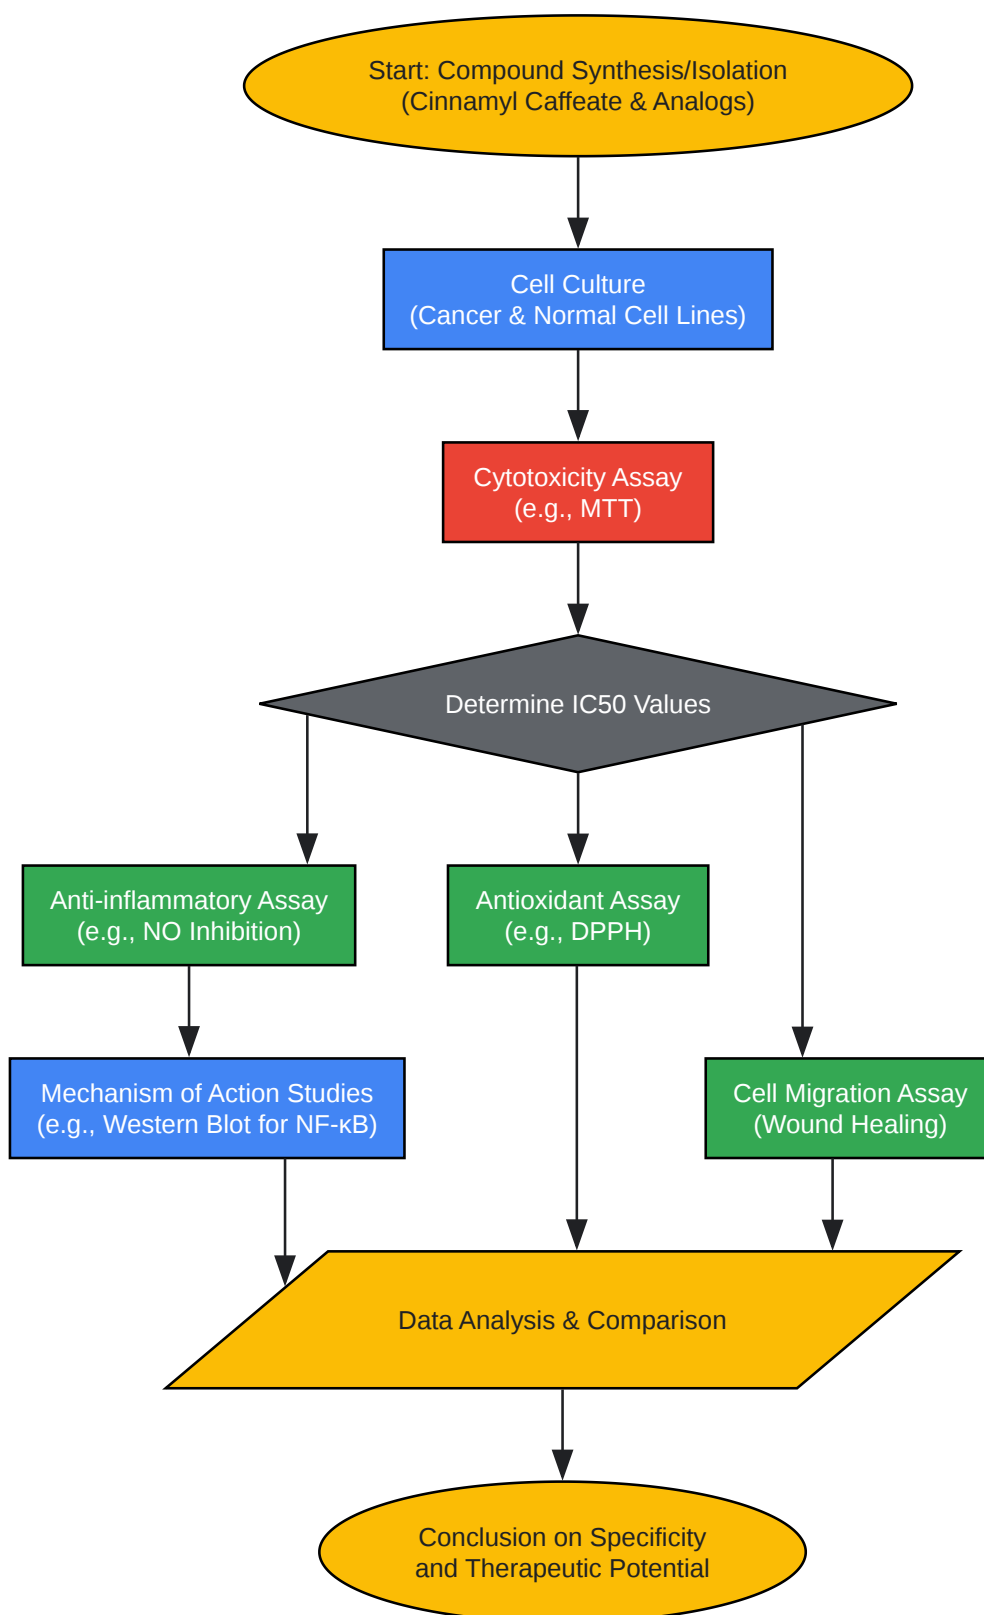 Start: Compound Synthesis/Isolation
(Cinnamyl Caffeate & Analogs)
Cell Culture
(Cancer & Normal Cell Lines)
Cytotoxicity Assay
(e.g., MTT)
Determine IC50 Values
Anti-inflammatory Assay
(e.g., NO Inhibition)
Antioxidant Assay
(e.g., DPPH)
Mechanism of Action Studies
(e.g., Western Blot for NF-κB)
Cell Migration Assay
(Wound Healing)
Data Analysis & Comparison
Conclusion on Specificity
and Therapeutic Potential